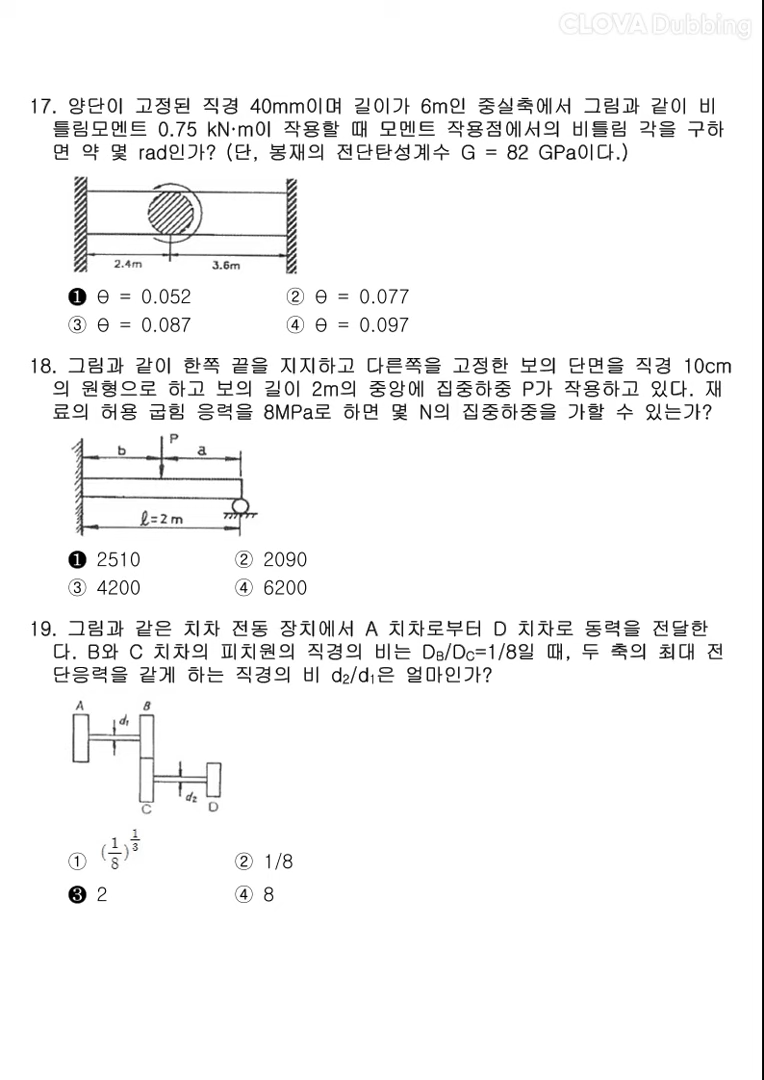 CLOVA Dubbing
17. 양단이 고정된 직경 40mm이며 길이가 6m인 중실축에서 그림과 같이 비
틀림모멘트 0.75 kN·m이 작용할 때 모멘트 작용점에서의 비틀림 각을 구하
면 약 몇 rad인가? (단, 봉재의 전단탄성계수 G = 82 GPa이다.)
2.4m 3.6m
❶ θ = 0.052 ② θ = 0.077
③ θ = 0.087 ④ θ = 0.097
18. 그림과 같이 한쪽 끝을 지지하고 다른쪽을 고정한 보의 단면을 직경 10cm
의 원형으로 하고 보의 길이 2m의 중앙에 집중하중 P가 작용하고 있다. 재
료의 허용 굽힘 응력을 8MPa로 하면 몇 N의 집중하중을 가할 수 있는가?
P
b a
ℓ=2m
❶ 2510 ② 2090
③ 4200 ④ 6200
19. 그림과 같은 치차 전동 장치에서 A 치차로부터 D 치차로 동력을 전달한
다. B와 C 치차의 피치원의 직경의 비는 D_B/D_C=1/8일 때, 두 축의 최대 전
단응력을 같게 하는 직경의 비 d₂/d₁은 얼마인가?
A B
d₁
d₂
C D
① (1/8)^(1/3) ② 1/8
❸ 2 ④ 8